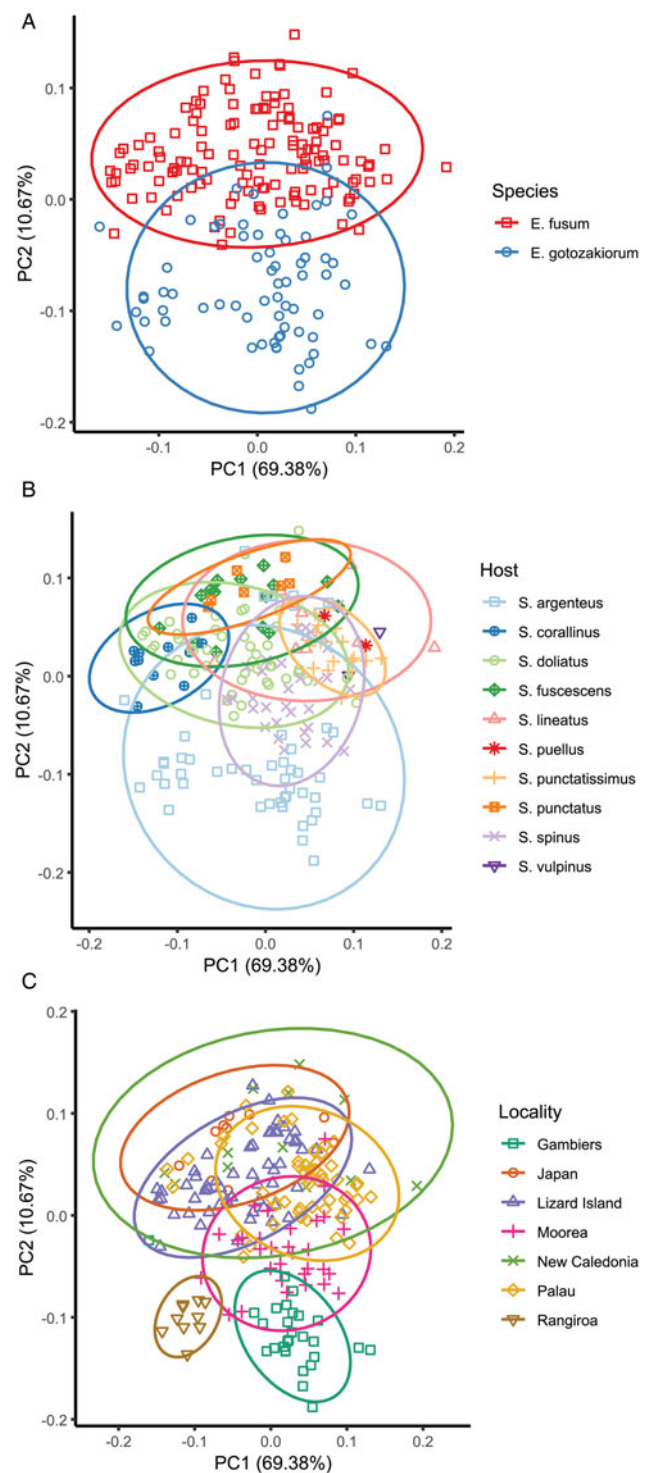 A
0.1
0.0
-0.1
-0.2
PC2 (10.67%)
-0.1
0.0
0.1
0.2
PC1 (69.38%)
Species
E. fusum
E. gotozakiorum
B
0.1
0.0
-0.1
-0.2
PC2 (10.67%)
-0.2
-0.1
0.0
0.1
0.2
PC1 (69.38%)
Host
S. argenteus
S. corallinus
S. doliatus
S. fuscescens
S. lineatus
S. puellus
S. punctatissimus
S. punctatus
S. spinus
S. vulpinus
C
0.2
0.1
0.0
-0.1
-0.2
PC2 (10.67%)
-0.2
-0.1
0.0
0.1
0.2
PC1 (69.38%)
Locality
Gambiers
Japan
Lizard Island
Moorea
New Caledonia
Palau
Rangiroa